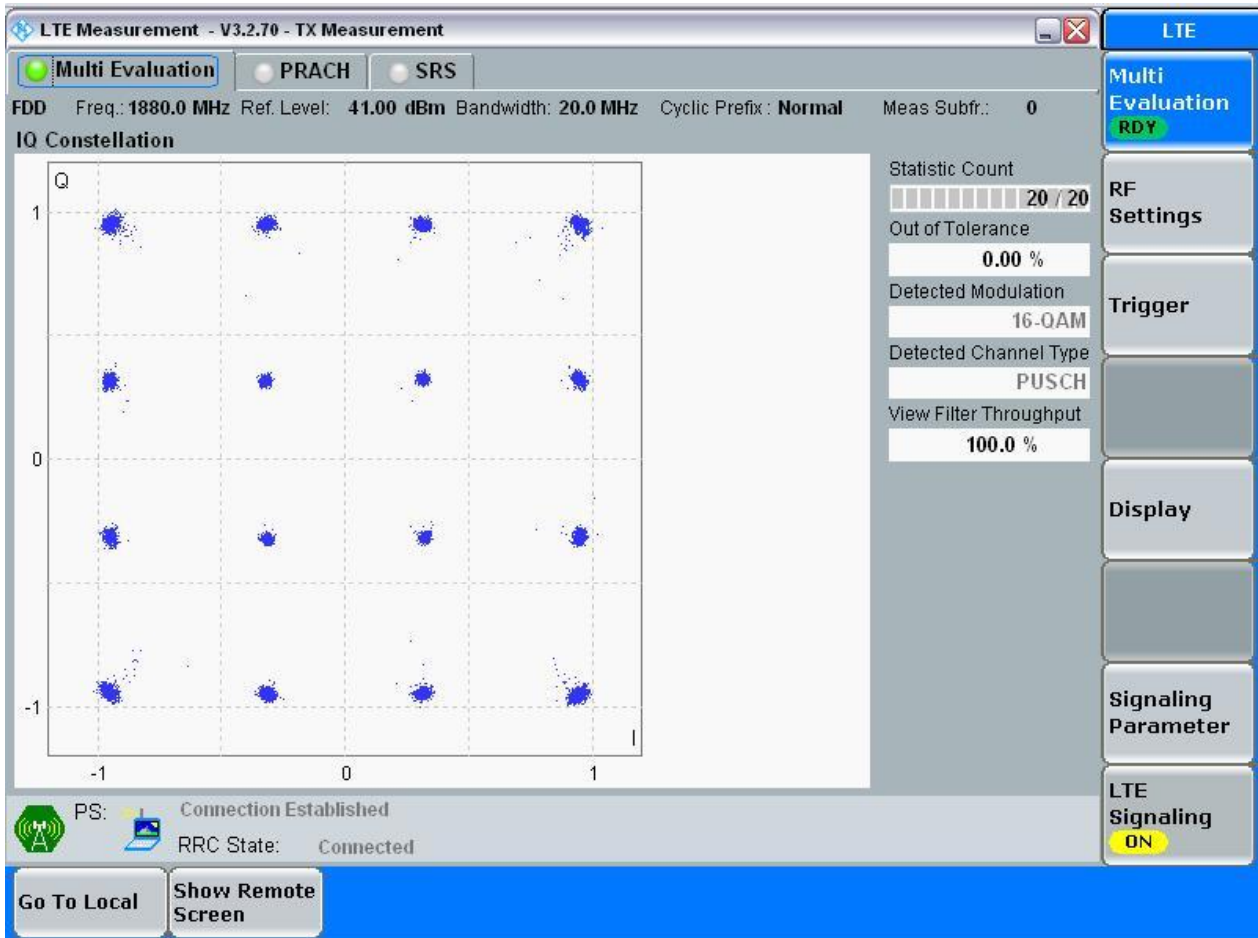 LTE Measurement - V3.2.70 - TX Measurement
LTE
Multi Evaluation PRACH SRS
FDD Freq.: 1880.0 MHz Ref. Level: 41.00 dBm Bandwidth: 20.0 MHz Cyclic Prefix : Normal Meas Subfr.: 0
IQ Constellation
Q
1
0
-1
I
-1 0 1
Statistic Count
20 / 20
Out of Tolerance
0.00 %
Detected Modulation
16-QAM
Detected Channel Type
PUSCH
View Filter Throughput
100.0 %
Multi
Evaluation
RDY
RF
Settings
Trigger
Display
Signaling
Parameter
LTE
Signaling
ON
PS: Connection Established
RRC State: Connected
Go To Local
Show Remote
Screen